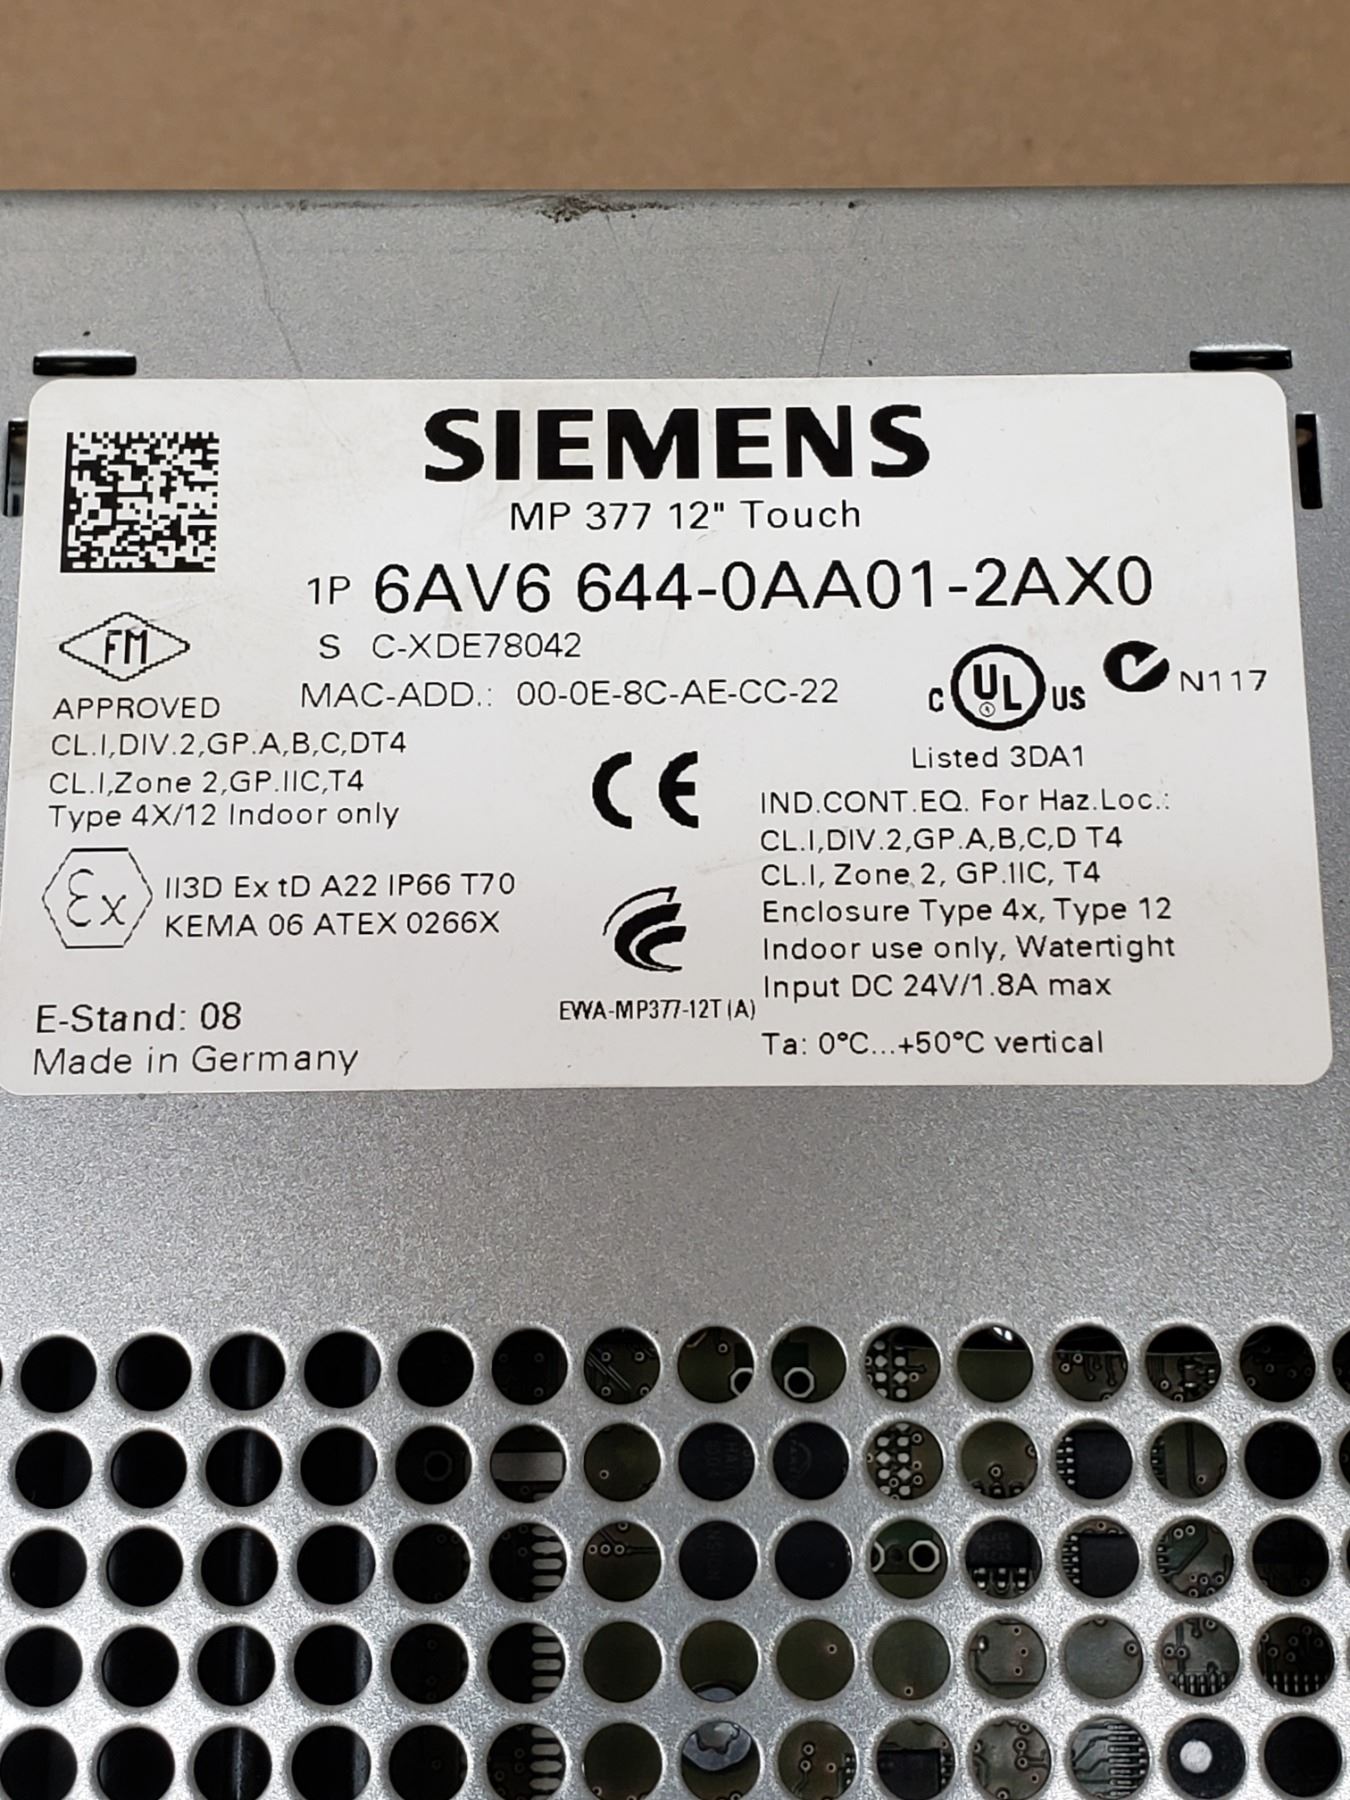 SIEMENS
MP 377 12" Touch
1P 6AV6 644-0AA01-2AX0
S C-XDE78042
MAC-ADD.: 00-0E-8C-AE-CC-22
FM
APPROVED
CL.I,DIV.2,GP.A,B,C,DT4
CL.I,Zone 2,GP.IIC,T4
Type 4X/12 Indoor only
Ex
II3D Ex tD A22 IP66 T70
KEMA 06 ATEX 0266X
E-Stand: 08
Made in Germany
CE
EWA-MP377-12T(A)
C UL US
N117
Listed 3DA1
IND.CONT.EQ. For Haz.Loc.:
CL.I,DIV.2,GP.A,B,C,D T4
CL.I, Zone 2, GP.IIC, T4
Enclosure Type 4x, Type 12
Indoor use only, Watertight
Input DC 24V/1.8A max
Ta: 0°C...+50°C vertical